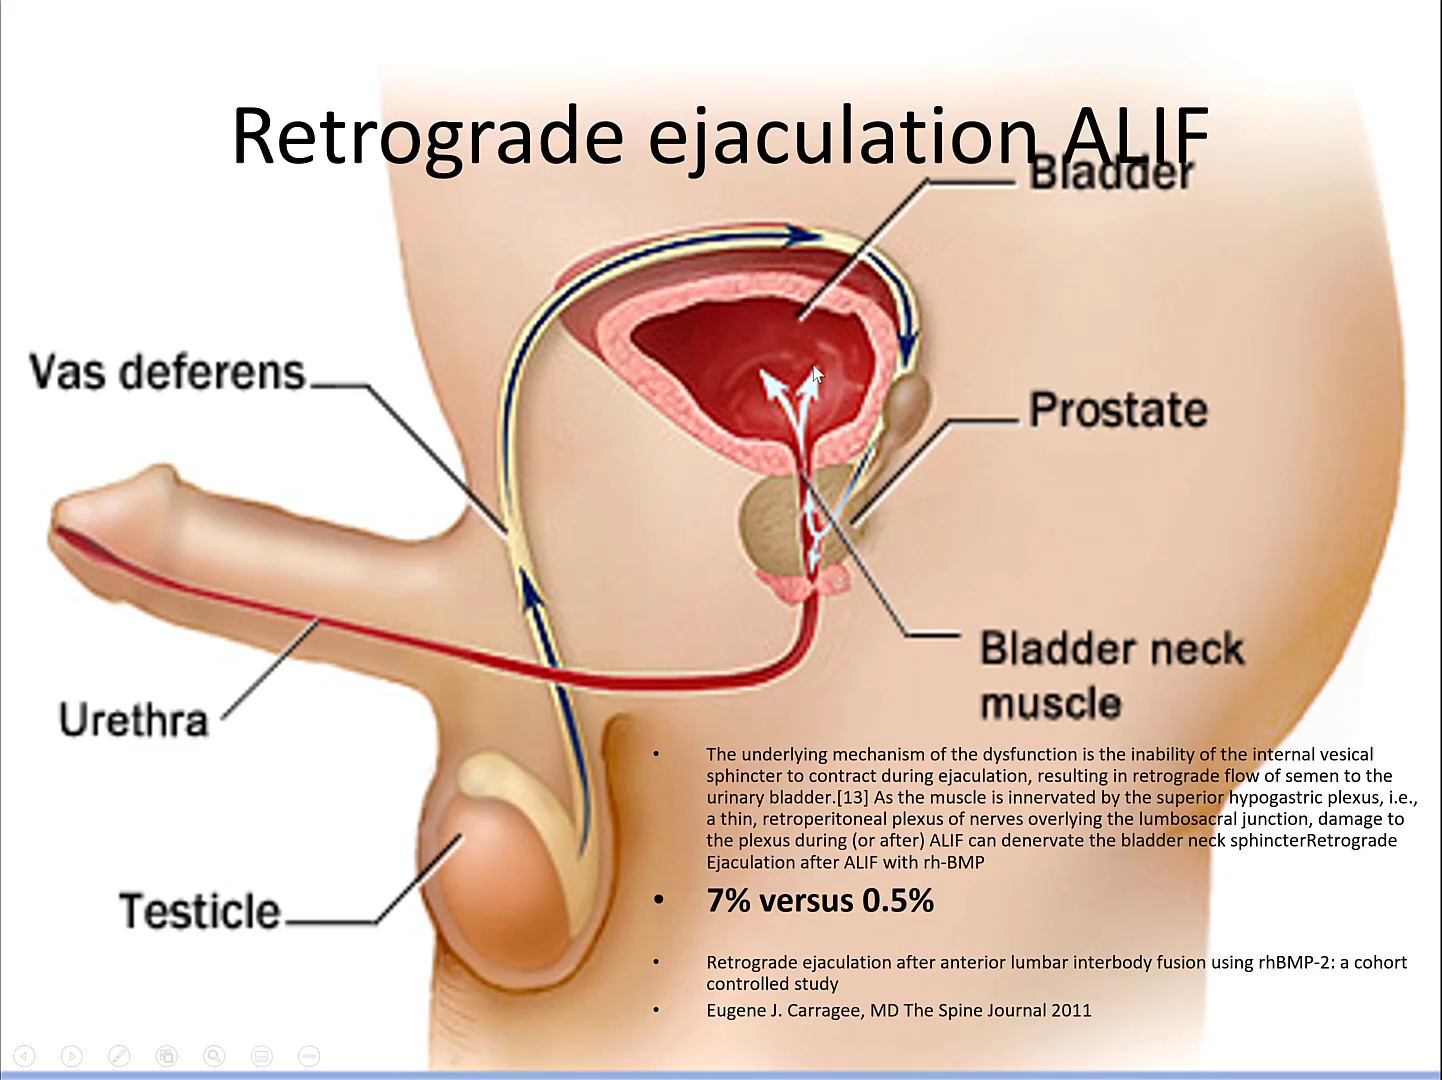 Retrograde ejaculation ALIF
Bladder
Vas deferens
Prostate
Bladder neck
muscle
Urethra
Testicle
• The underlying mechanism of the dysfunction is the inability of the internal vesical
sphincter to contract during ejaculation, resulting in retrograde flow of semen to the
urinary bladder.[13] As the muscle is innervated by the superior hypogastric plexus, i.e.,
a thin, retroperitoneal plexus of nerves overlying the lumbosacral junction, damage to
the plexus during (or after) ALIF can denervate the bladder neck sphincterRetrograde
Ejaculation after ALIF with rh-BMP
• 7% versus 0.5%
• Retrograde ejaculation after anterior lumbar interbody fusion using rhBMP-2: a cohort
controlled study
• Eugene J. Carragee, MD The Spine Journal 2011